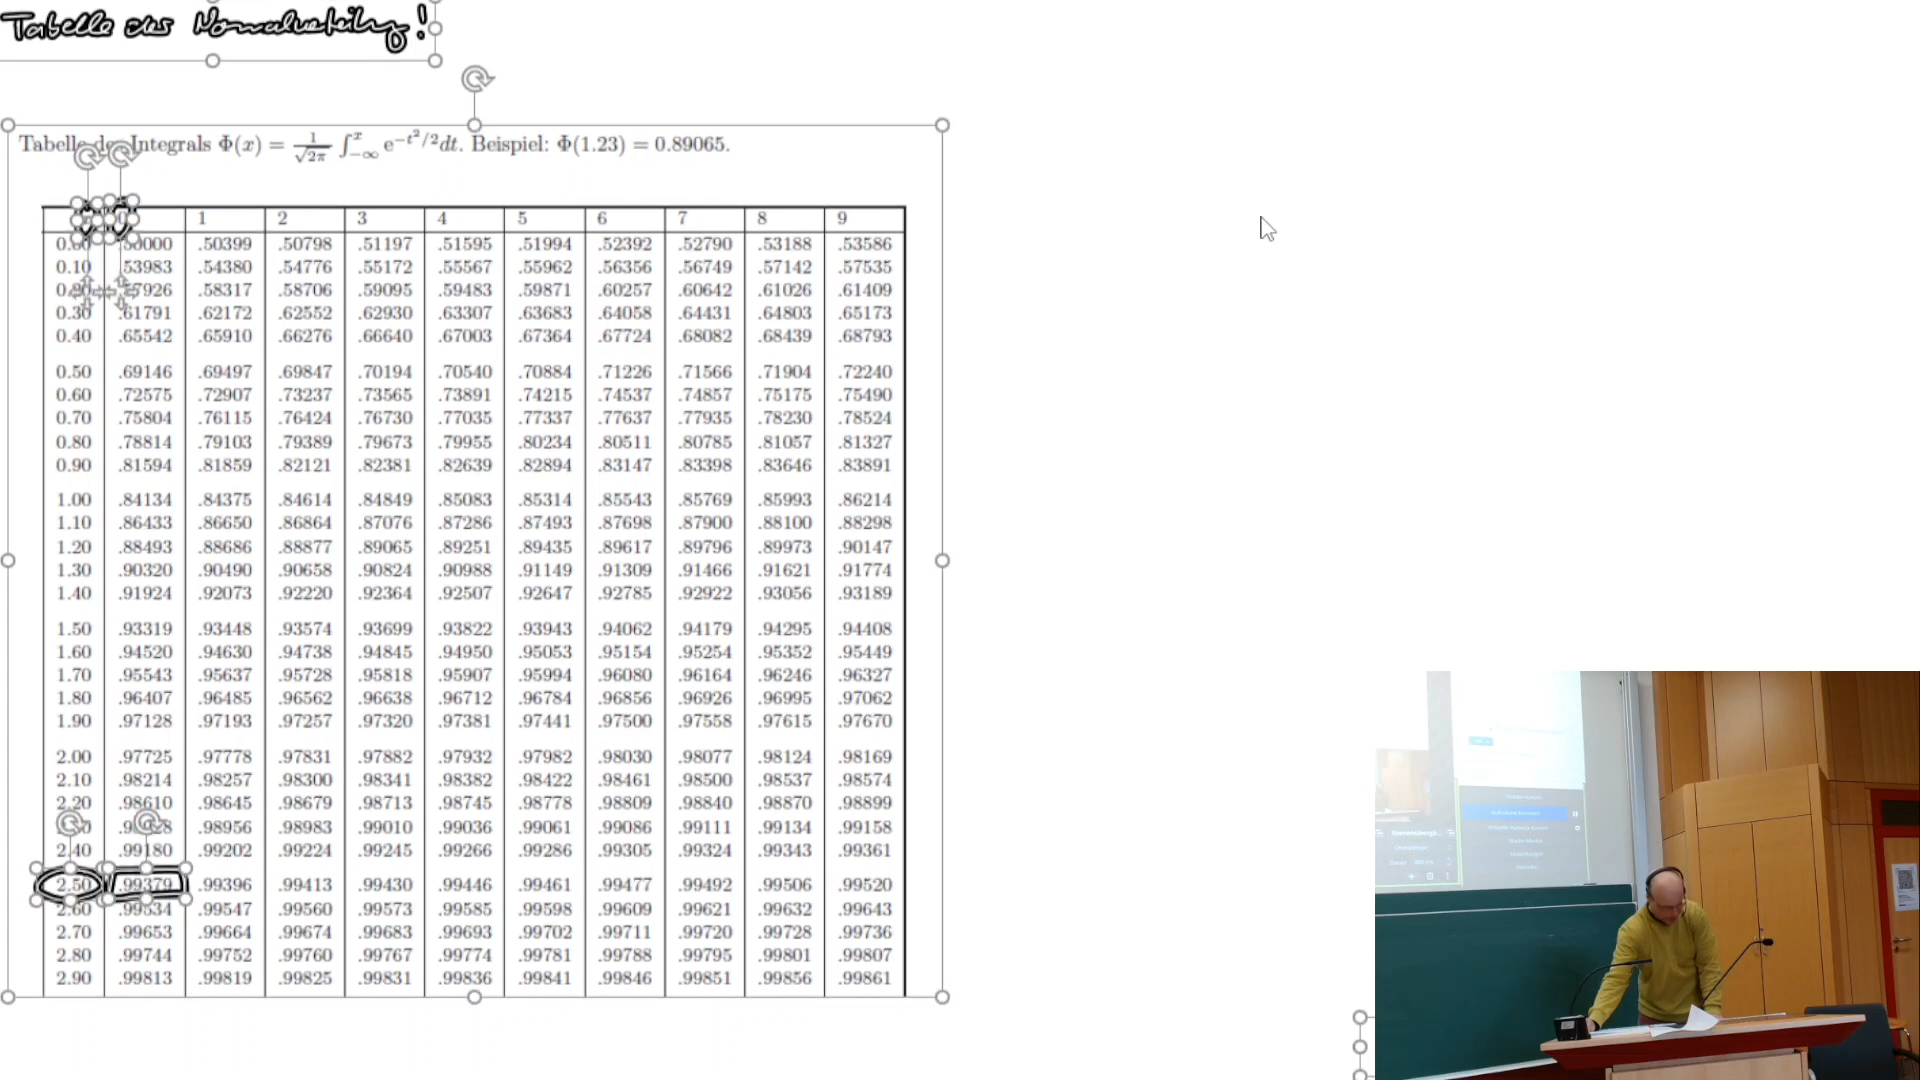 Tabelle der Normalverteilung!
Tabelle des Integrals Φ(x) = 1/√2π ∫_{-∞}^{x} e^{-t²/2}dt. Beispiel: Φ(1.23) = 0.89065.
0 1 2 3 4 5 6 7 8 9
.50399 .50798 .51197 .51595 .51994 .52392 .52790 .53188 .53586
0.10 .53983 .54380 .54776 .55172 .55567 .55962 .56356 .56749 .57142 .57535
.58317 .58706 .59095 .59483 .59871 .60257 .60642 .61026 .61409
0.30 .61791 .62172 .62552 .62930 .63307 .63683 .64058 .64431 .64803 .65173
0.40 .65542 .65910 .66276 .66640 .67003 .67364 .67724 .68082 .68439 .68793
0.50 .69146 .69497 .69847 .70194 .70540 .70884 .71226 .71566 .71904 .72240
0.60 .72575 .72907 .73237 .73565 .73891 .74215 .74537 .74857 .75175 .75490
0.70 .75804 .76115 .76424 .76730 .77035 .77337 .77637 .77935 .78230 .78524
0.80 .78814 .79103 .79389 .79673 .79955 .80234 .80511 .80785 .81057 .81327
0.90 .81594 .81859 .82121 .82381 .82639 .82894 .83147 .83398 .83646 .83891
1.00 .84134 .84375 .84614 .84849 .85083 .85314 .85543 .85769 .85993 .86214
1.10 .86433 .86650 .86864 .87076 .87286 .87493 .87698 .87900 .88100 .88298
1.20 .88493 .88686 .88877 .89065 .89251 .89435 .89617 .89796 .89973 .90147
1.30 .90320 .90490 .90658 .90824 .90988 .91149 .91309 .91466 .91621 .91774
1.40 .91924 .92073 .92220 .92364 .92507 .92647 .92785 .92922 .93056 .93189
1.50 .93319 .93448 .93574 .93699 .93822 .93943 .94062 .94179 .94295 .94408
1.60 .94520 .94630 .94738 .94845 .94950 .95053 .95154 .95254 .95352 .95449
1.70 .95543 .95637 .95728 .95818 .95907 .95994 .96080 .96164 .96246 .96327
1.80 .96407 .96485 .96562 .96638 .96712 .96784 .96856 .96926 .96995 .97062
1.90 .97128 .97193 .97257 .97320 .97381 .97441 .97500 .97558 .97615 .97670
2.00 .97725 .97778 .97831 .97882 .97932 .97982 .98030 .98077 .98124 .98169
2.10 .98214 .98257 .98300 .98341 .98382 .98422 .98461 .98500 .98537 .98574
2.20 .98610 .98645 .98679 .98713 .98745 .98778 .98809 .98840 .98870 .98899
.98956 .98983 .99010 .99036 .99061 .99086 .99111 .99134 .99158
2.40 .99180 .99202 .99224 .99245 .99266 .99286 .99305 .99324 .99343 .99361
2.50 .99379 .99396 .99413 .99430 .99446 .99461 .99477 .99492 .99506 .99520
2.60 .99534 .99547 .99560 .99573 .99585 .99598 .99609 .99621 .99632 .99643
2.70 .99653 .99664 .99674 .99683 .99693 .99702 .99711 .99720 .99728 .99736
2.80 .99744 .99752 .99760 .99767 .99774 .99781 .99788 .99795 .99801 .99807
2.90 .99813 .99819 .99825 .99831 .99836 .99841 .99846 .99851 .99856 .99861